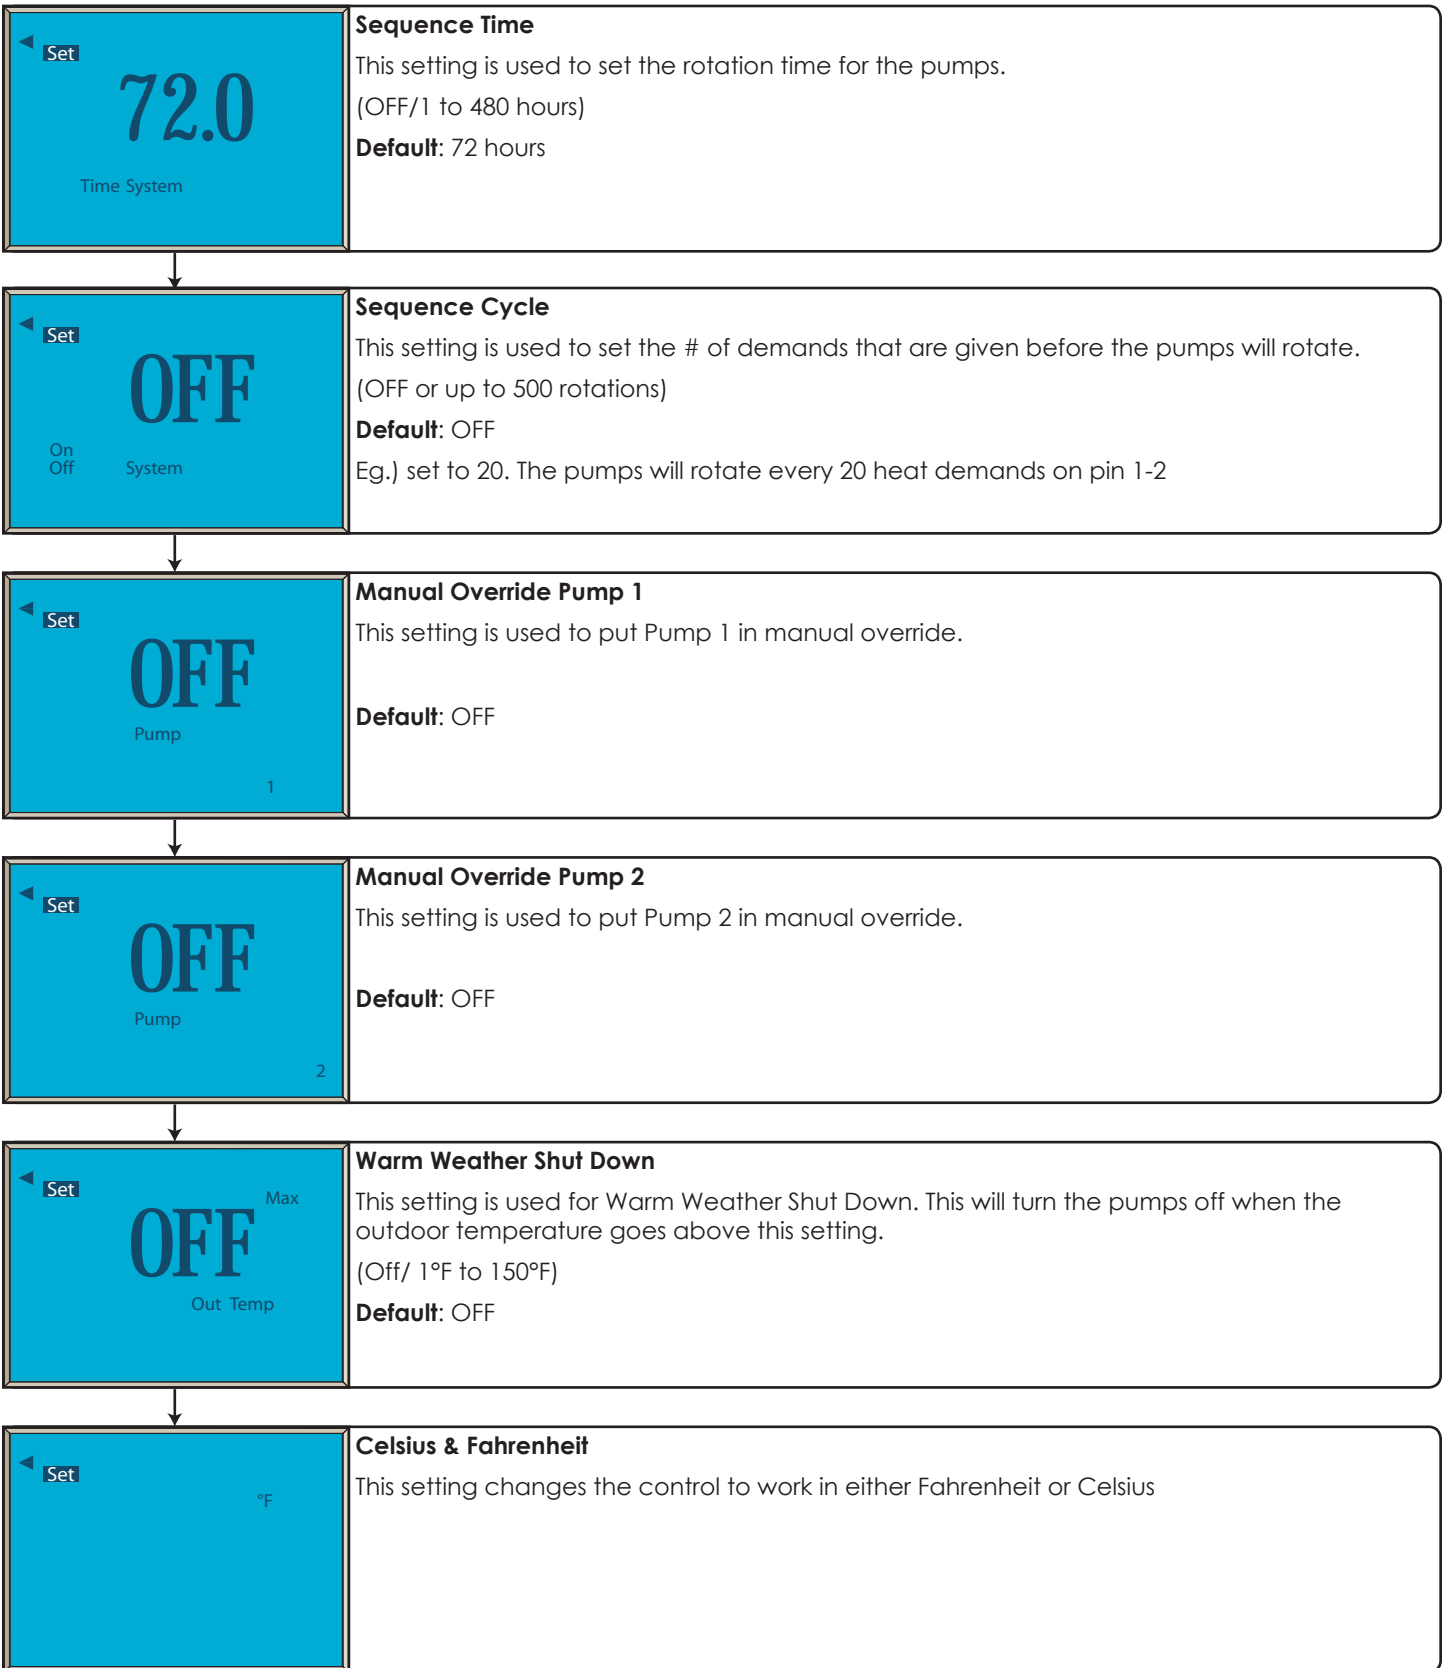 Set
72.0
Time System
Sequence Time
This setting is used to set the rotation time for the pumps.
(OFF/1 to 480 hours)
Default: 72 hours
Set
OFF
On
Off System
Sequence Cycle
This setting is used to set the # of demands that are given before the pumps will rotate.
(OFF or up to 500 rotations)
Default: OFF
Eg.) set to 20. The pumps will rotate every 20 heat demands on pin 1-2
Set
OFF
Pump
1
Manual Override Pump 1
This setting is used to put Pump 1 in manual override.
Default: OFF
Set
OFF
Pump
2
Manual Override Pump 2
This setting is used to put Pump 2 in manual override.
Default: OFF
Set
Max
OFF
Out Temp
Warm Weather Shut Down
This setting is used for Warm Weather Shut Down. This will turn the pumps off when the
outdoor temperature goes above this setting.
(Off/ 1°F to 150°F)
Default: OFF
Set
°F
Celsius & Fahrenheit
This setting changes the control to work in either Fahrenheit or Celsius